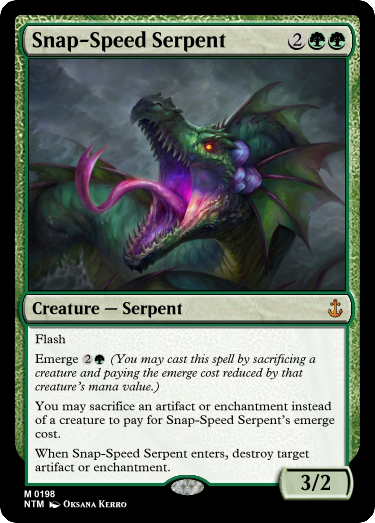 Snap-Speed Serpent 2
Creature — Serpent
Flash
Emerge 2 (You may cast this spell by sacrificing a
creature and paying the emerge cost reduced by that
creature's mana value.)
You may sacrifice an artifact or enchantment instead
of a creature to pay for Snap-Speed Serpent's emerge
cost.
When Snap-Speed Serpent enters, destroy target
artifact or enchantment.
3/2
M 0198
NTM Oksana Kerro